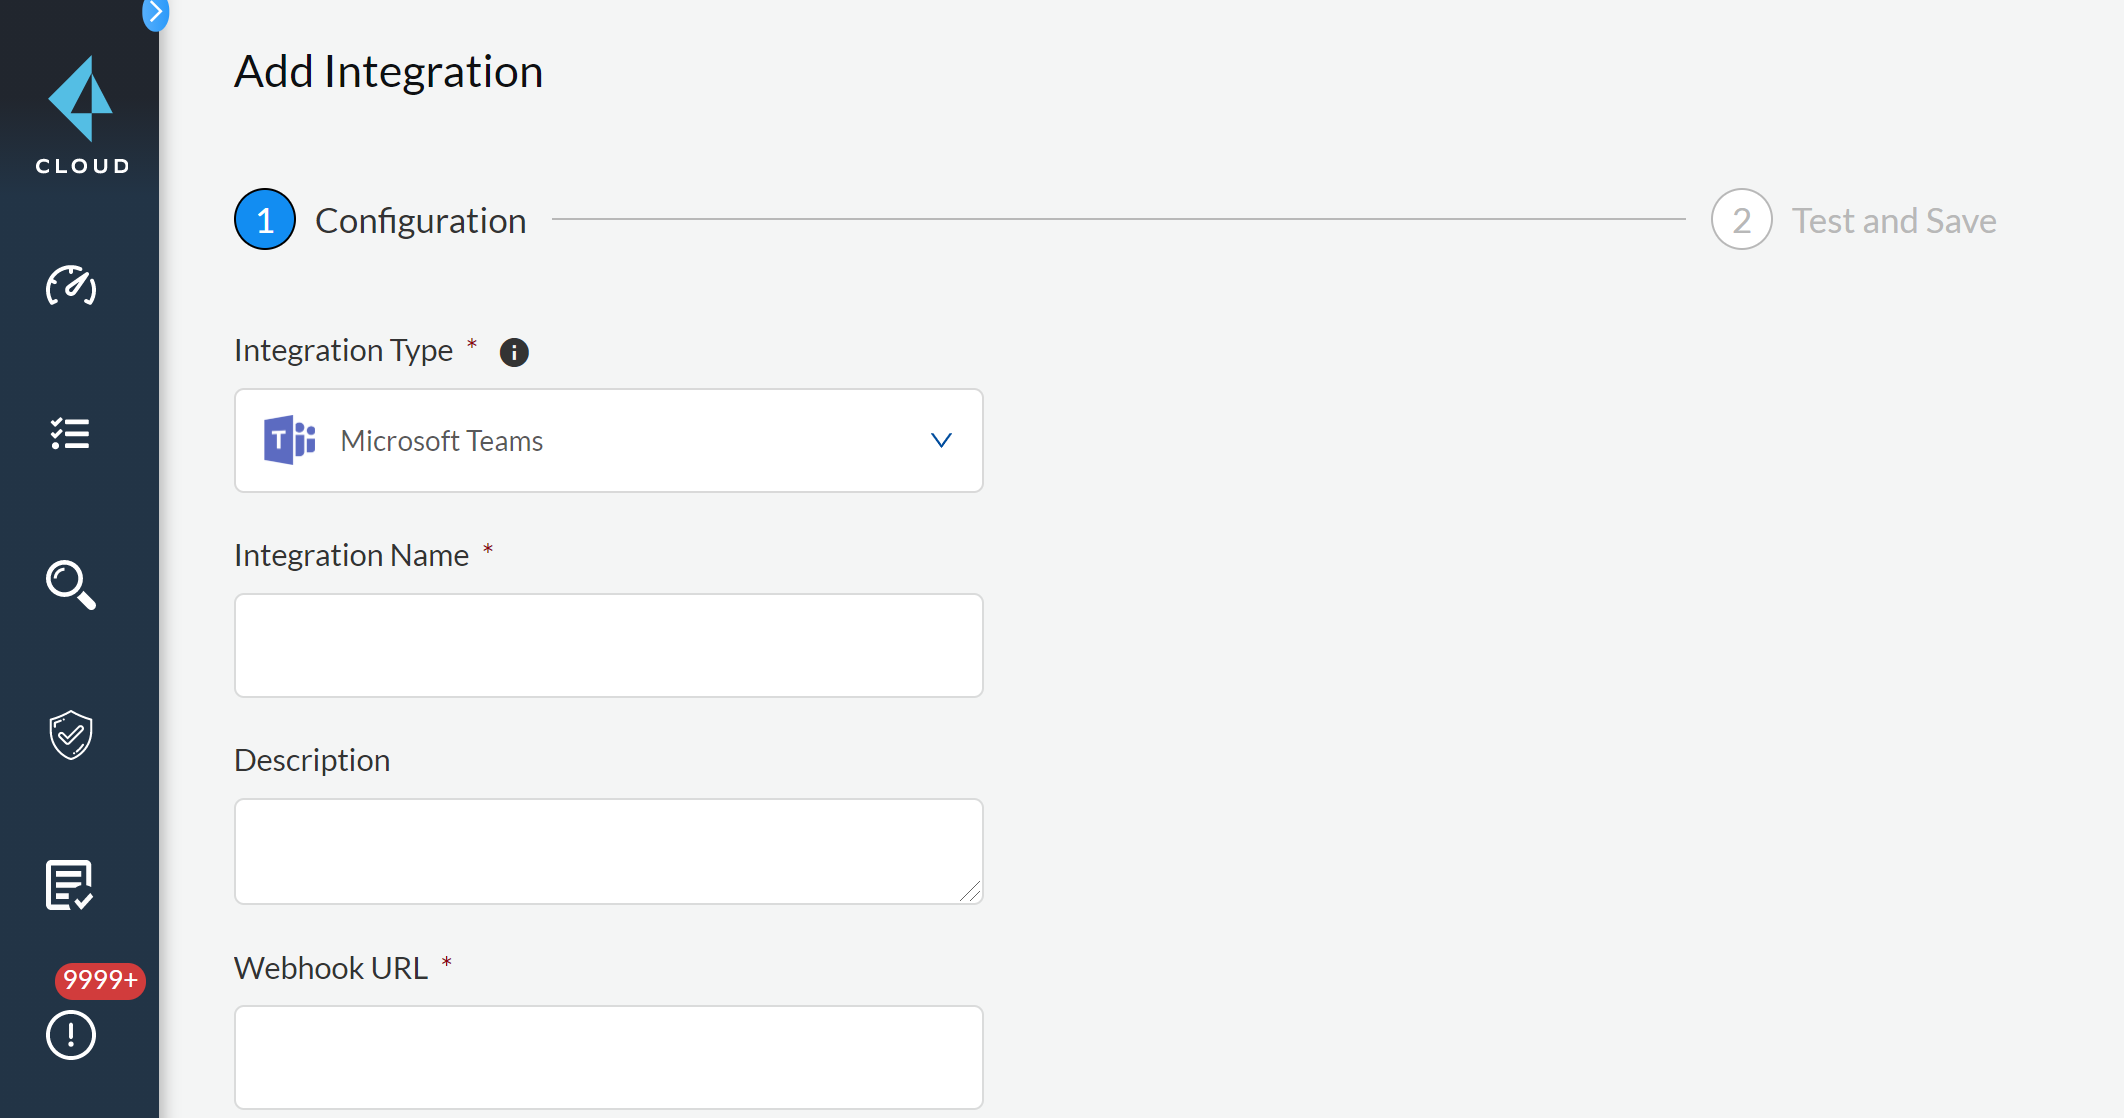 CLOUD
9999+
Add Integration
1 Configuration
2 Test and Save
Integration Type *
Microsoft Teams
Integration Name *
Description
Webhook URL *